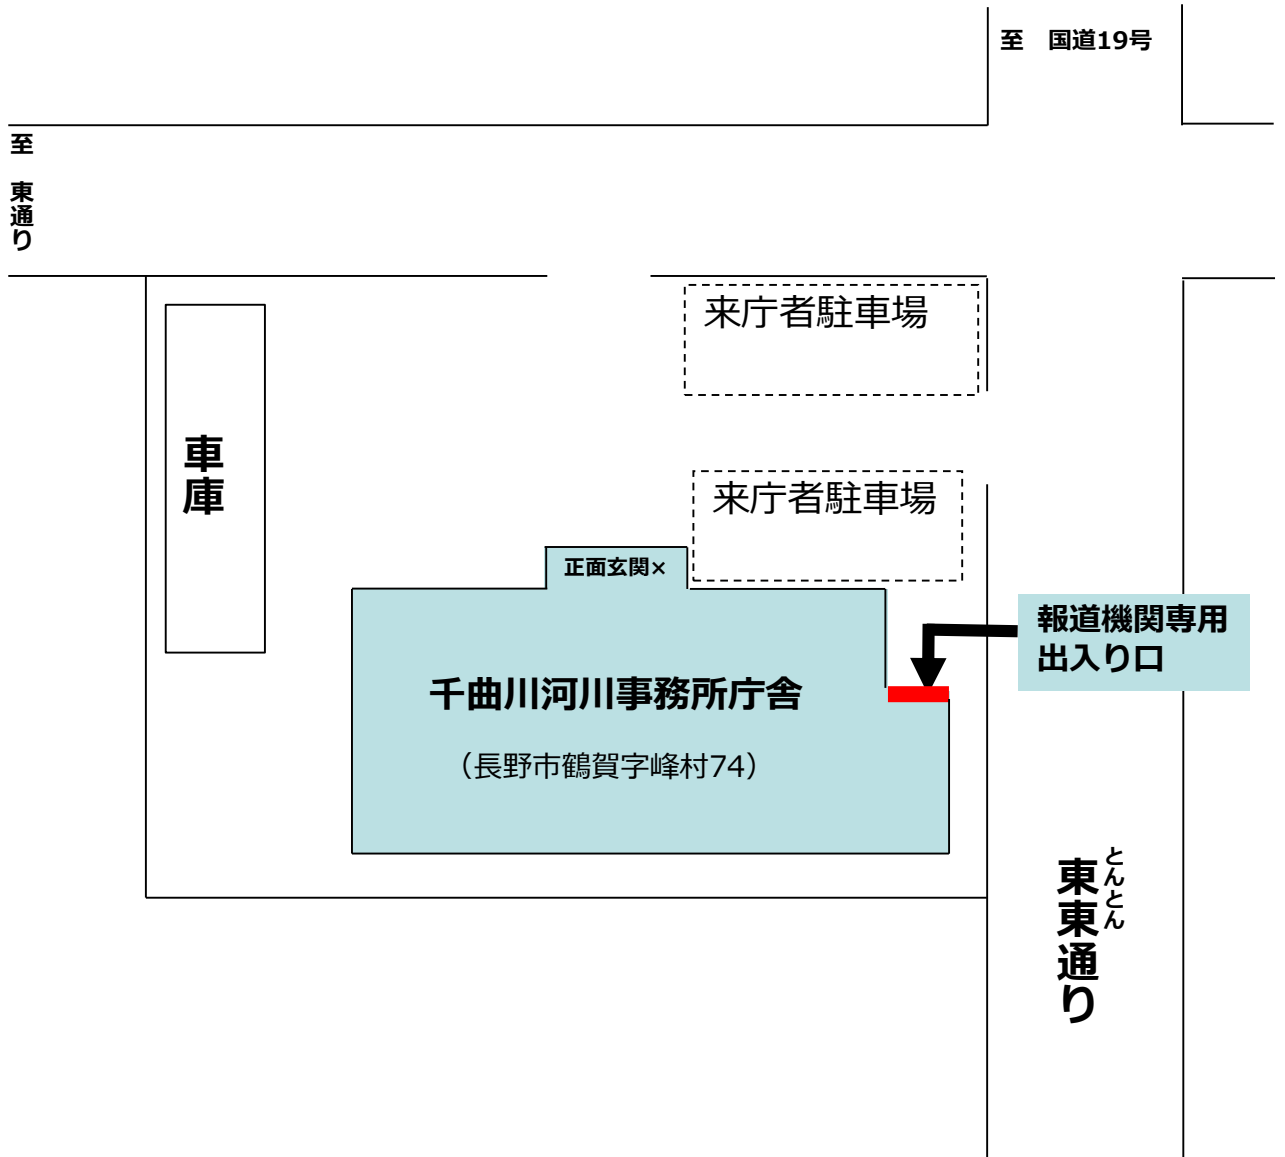 至　国道19号
至　東通り
来庁者駐車場
車庫
来庁者駐車場
正面玄関×
報道機関専用
出入り口
千曲川河川事務所庁舎
（長野市鶴賀字峰村74）
とんとん
東東通り